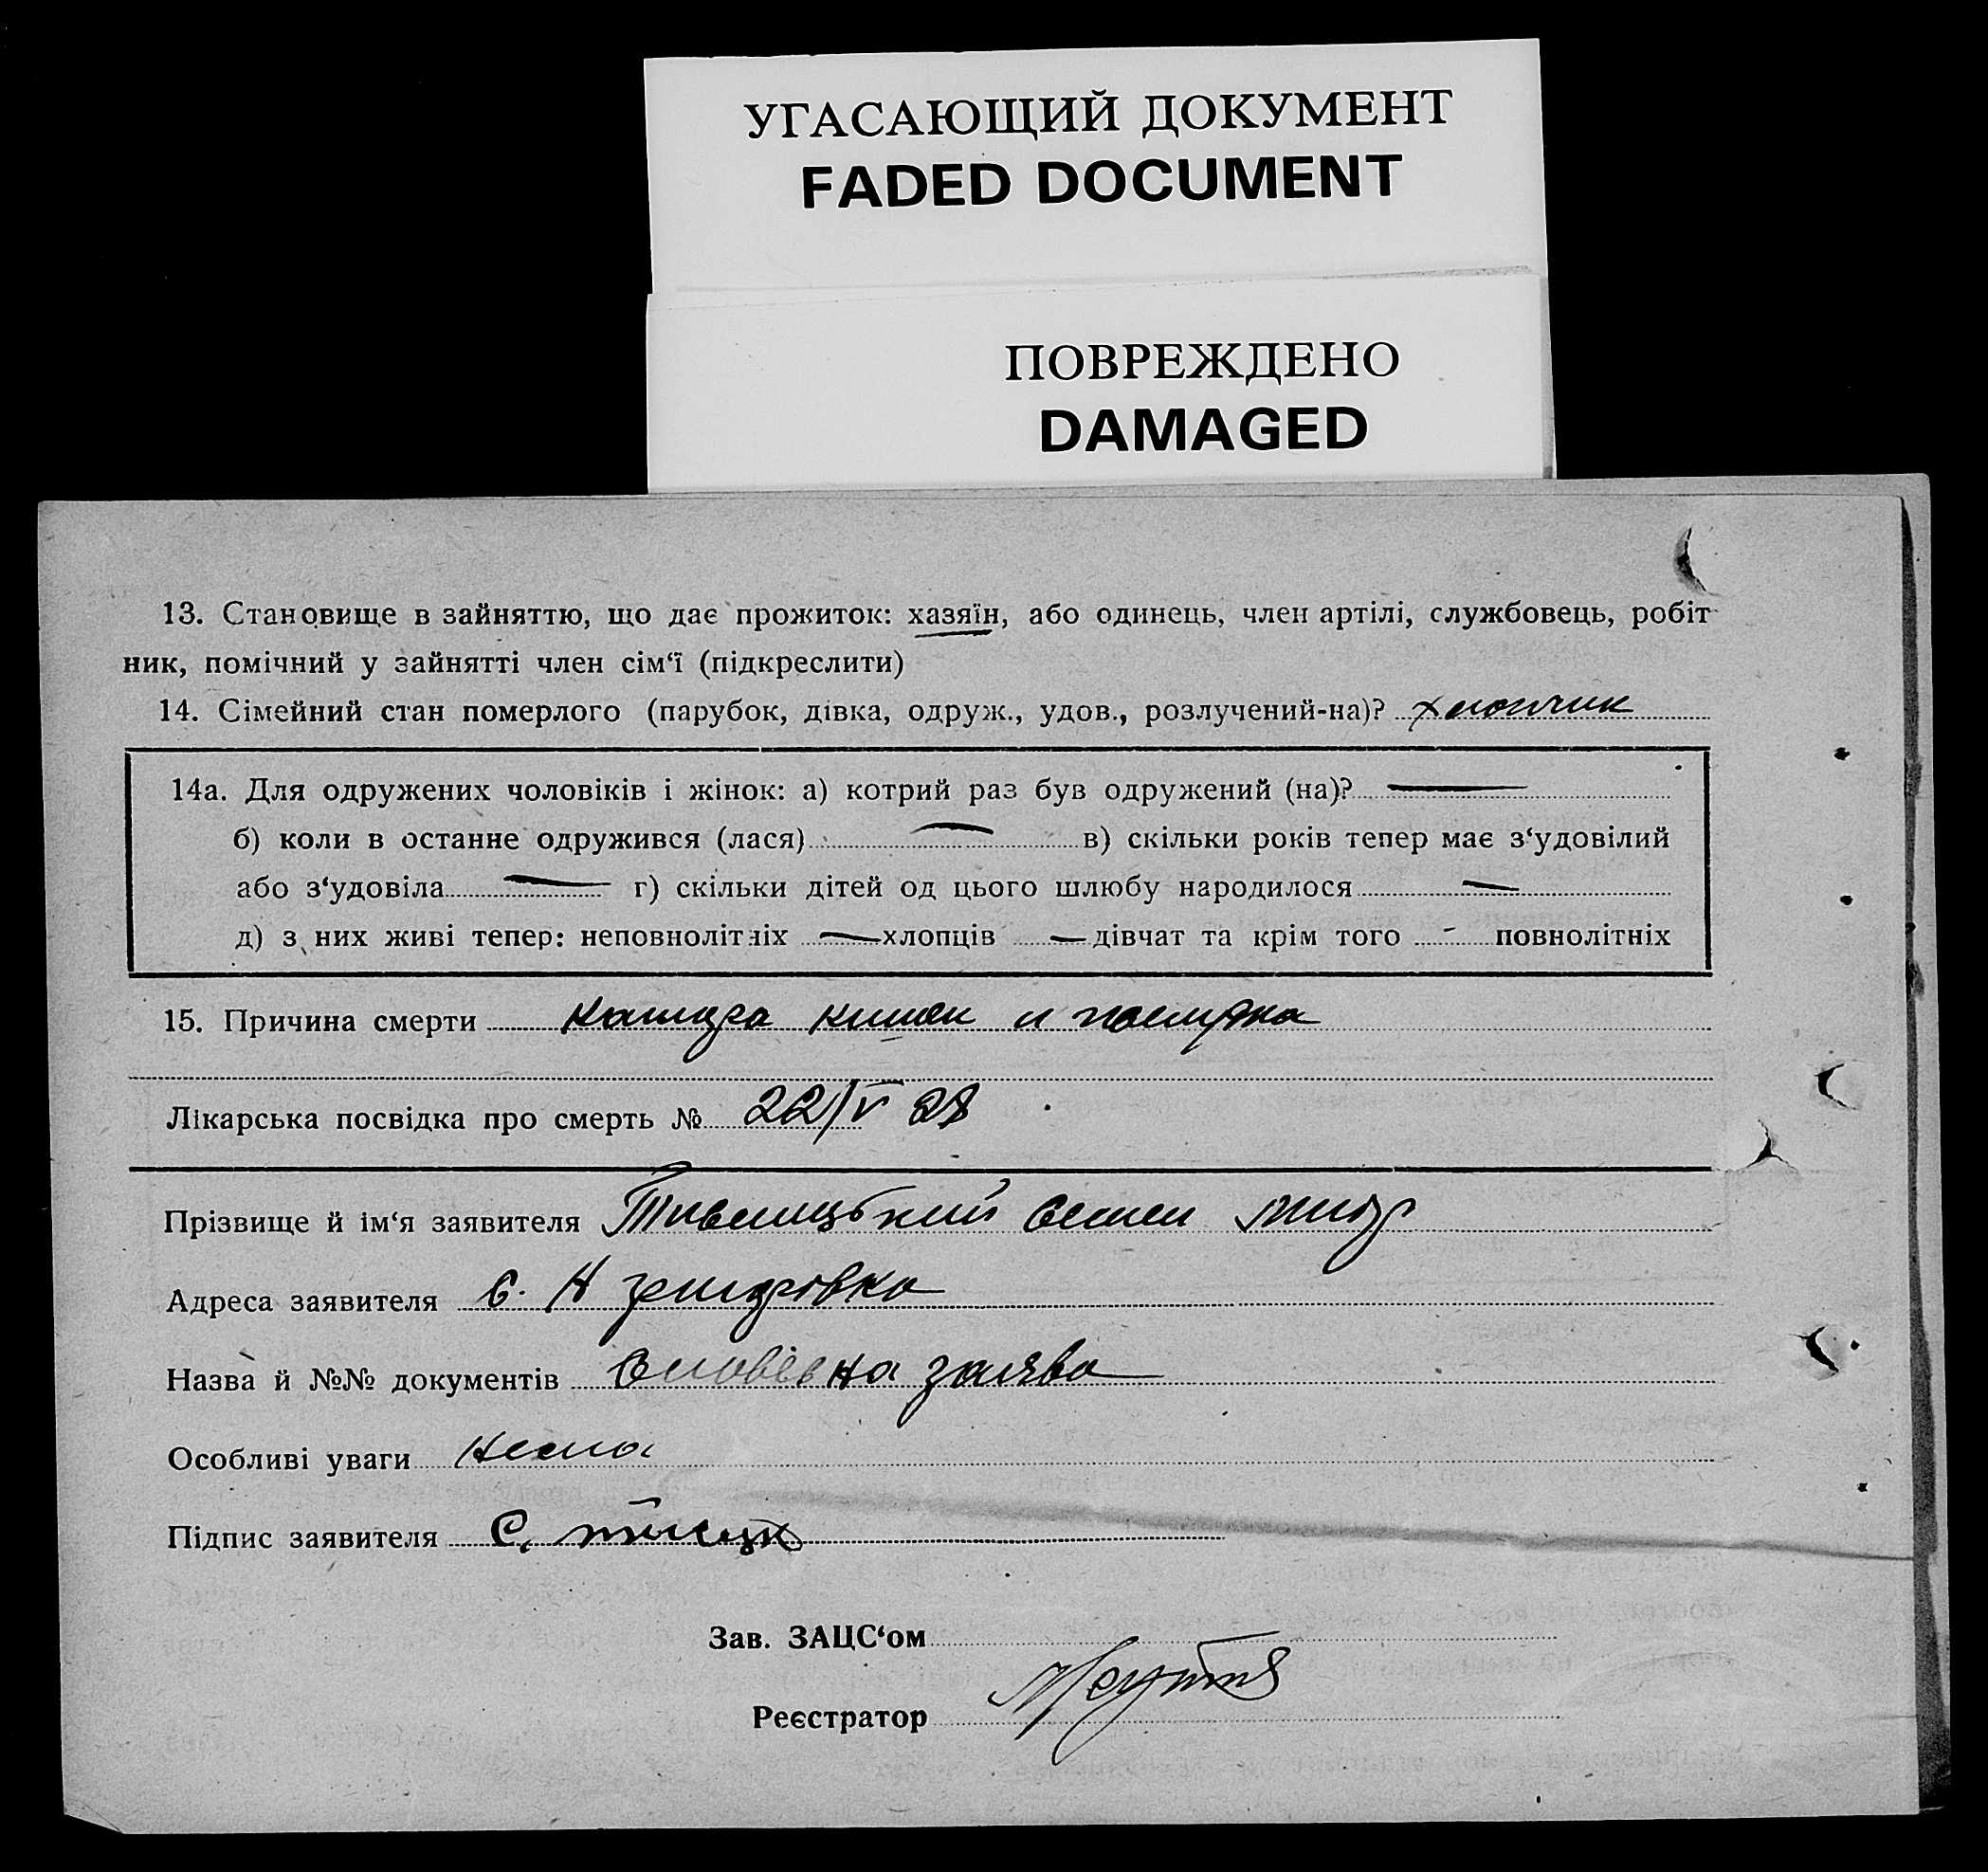 УГАСАЮЩИЙ ДОКУМЕНТ
FADED DOCUMENT
ПОВРЕЖДЕНО
DAMAGED
13. Становище в зайняттю, що дає прожиток: хазяїн, або одинець, член артілі, службовець, робіт-
ник, помічний у зайнятті член сім‘ї (підкреслити)
14. Сімейний стан померлого (парубок, дівка, одруж., удов., розлучений-на)? хлопчик
14а. Для одружених чоловіків і жінок: а) котрий раз був одружений (на)? —
б) коли в останнє одружився (лася) — в) скільки років тепер має з‘удовілий
або з‘удовіла — г) скільки дітей од цього шлюбу народилося —
д) з них живі тепер: неповнолітніх — хлопців — дівчат та крім того - повнолітніх
15. Причина смерти кишек и
Лікарська посвідка про смерть № 22/V 28
Прізвище й ім‘я заявителя Семен
Адреса заявителя с. Н
Назва й №№ документів Словесна заява
Особливі уваги нема
Підпис заявителя С.
Зав. ЗАЦС‘ом
Реєстратор